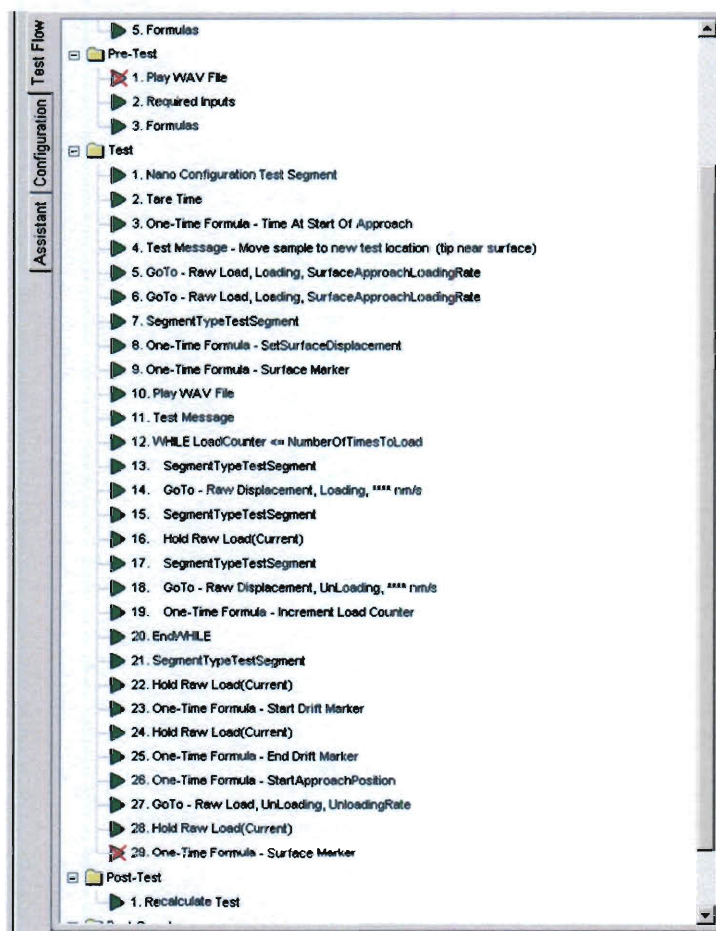 Test Flow
Configuration
Assistant
5. Formulas
Pre-Test
1. Play WAV File
2. Required Inputs
3. Formulas
Test
1. Nano Configuration Test Segment
2. Tare Time
3. One-Time Formula - Time At Start Of Approach
4. Test Message - Move sample to new test location (tip near surface)
5. GoTo - Raw Load, Loading, SurfaceApproachLoadingRate
6. GoTo - Raw Load, Loading, SurfaceApproachLoadingRate
7. SegmentTypeTestSegment
8. One-Time Formula - SetSurfaceDisplacement
9. One-Time Formula - Surface Marker
10. Play WAV File
11. Test Message
12. WHILE LoadCounter <= NumberOfTimesToLoad
13. SegmentTypeTestSegment
14. GoTo - Raw Displacement, Loading, **** nm/s
15. SegmentTypeTestSegment
16. Hold Raw Load(Current)
17. SegmentTypeTestSegment
18. GoTo - Raw Displacement, UnLoading, **** nm/s
19. One-Time Formula - Increment Load Counter
20. EndWHILE
21. SegmentTypeTestSegment
22. Hold Raw Load(Current)
23. One-Time Formula - Start Drift Marker
24. Hold Raw Load(Current)
25. One-Time Formula - End Drift Marker
26. One-Time Formula - StartApproachPosition
27. GoTo - Raw Load, UnLoading, UnloadingRate
28. Hold Raw Load(Current)
29. One-Time Formula - Surface Marker
Post-Test
1. Recalculate Test